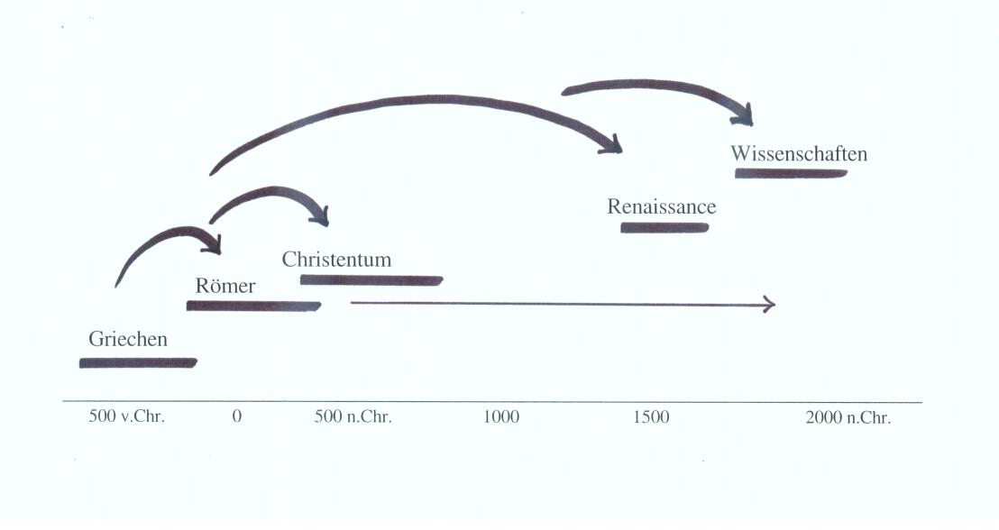 Wissenschaften
Renaissance
Christentum
Römer
Griechen
500 v.Chr. 0 500 n.Chr. 1000 1500 2000 n.Chr.